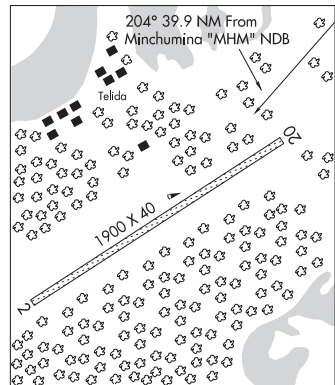 204° 39.9 NM From
Minchumina "MHM" NDB
Telida
20
1900 X 40
2